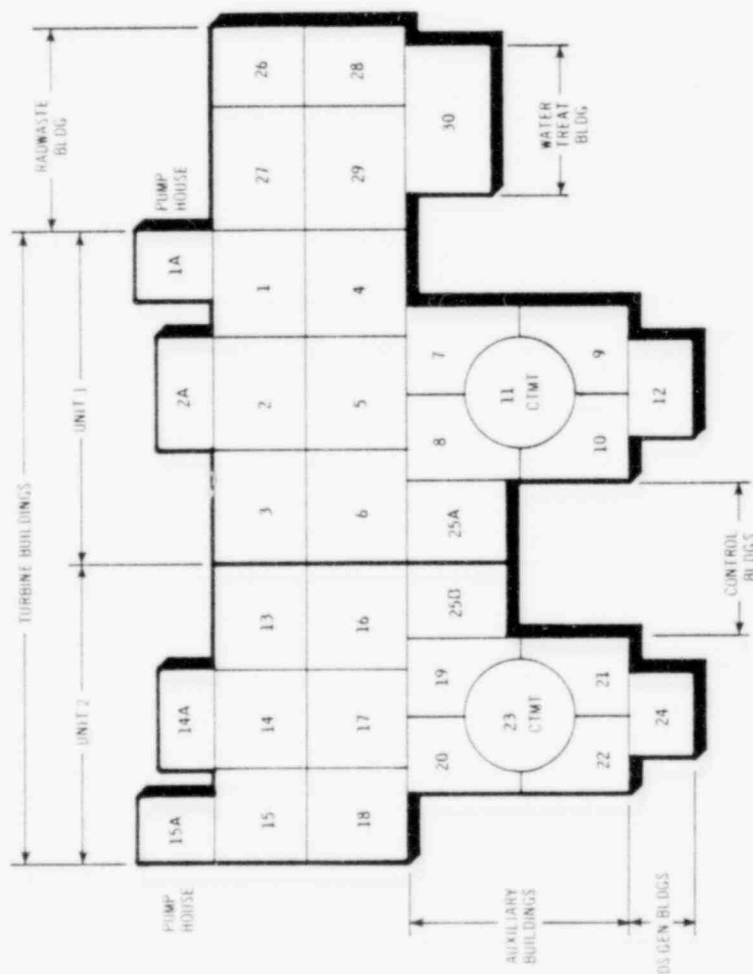 TURBINE BUILDINGS
RADWASTE
BLDG
UNIT 2
UNIT 1
PUMP
HOUSE
PUMP
HOUSE
15A
14A
2A
1A
15
14
13
3
2
1
27
26
18
17
16
6
5
4
29
28
20
19
25B
25A
8
7
30
23
CTMT
11
CTMT
WATER
TREAT
BLDG
22
21
10
9
24
12
AUXILIARY
BUILDINGS
CONTROL
BLDGS
DS GEN BLDGS